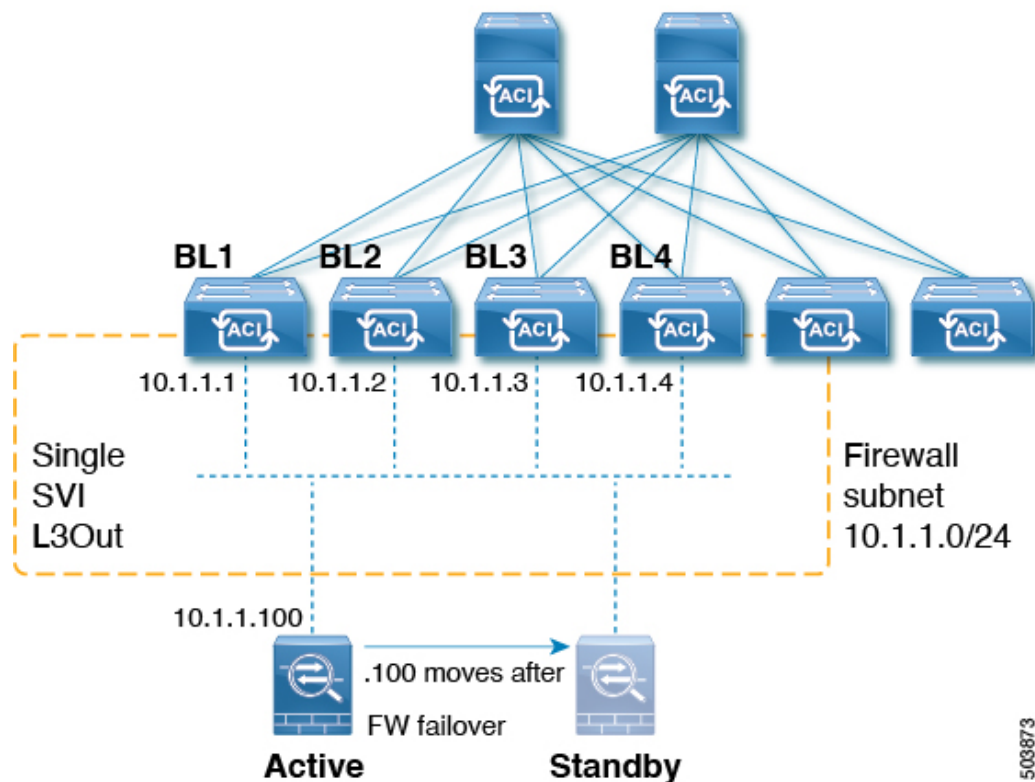 ACI
ACI
BL1
BL2
BL3
BL4
ACI
ACI
ACI
ACI
ACI
ACI
10.1.1.1
10.1.1.2
10.1.1.3
10.1.1.4
Single
SVI
L3Out
Firewall
subnet
10.1.1.0/24
10.1.1.100
.100 moves after
FW failover
Active
Standby
503873